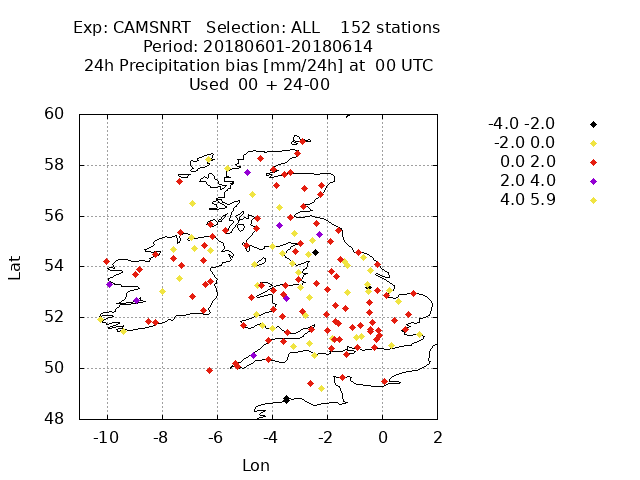 Exp: CAMSNRT Selection: ALL 152 stations
Period: 20180601-20180614
24h Precipitation bias [mm/24h] at 00 UTC
Used 00 + 24-00
-4.0 -2.0
-2.0 0.0
0.0 2.0
2.0 4.0
4.0 5.9
60
58
56
54
52
50
48
Lat
-10 -8 -6 -4 -2 0 2
Lon